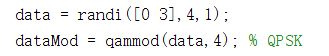 data = randi([0 3],4,1);
dataMod = qammod(data,4); % QPSK